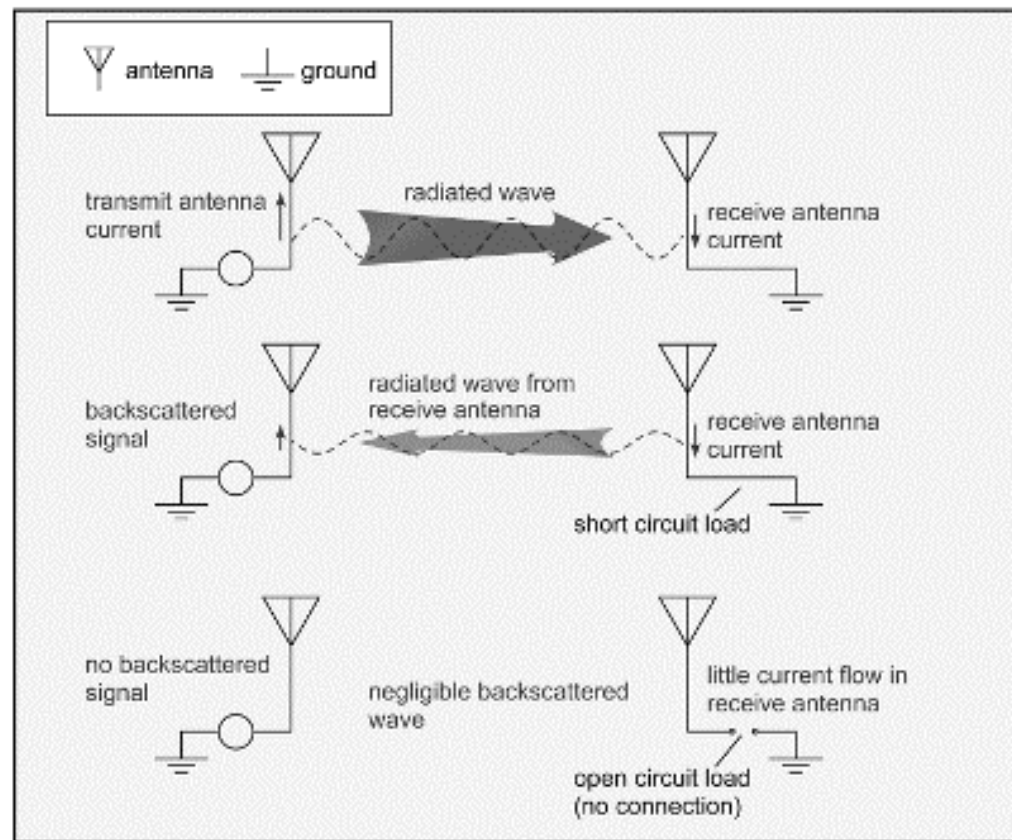 antenna
ground
transmit antenna
current
radiated wave
receive antenna
current
backscattered
signal
radiated wave from
receive antenna
receive antenna
current
short circuit load
no backscattered
signal
negligible backscattered
wave
little current flow in
receive antenna
open circuit load
(no connection)